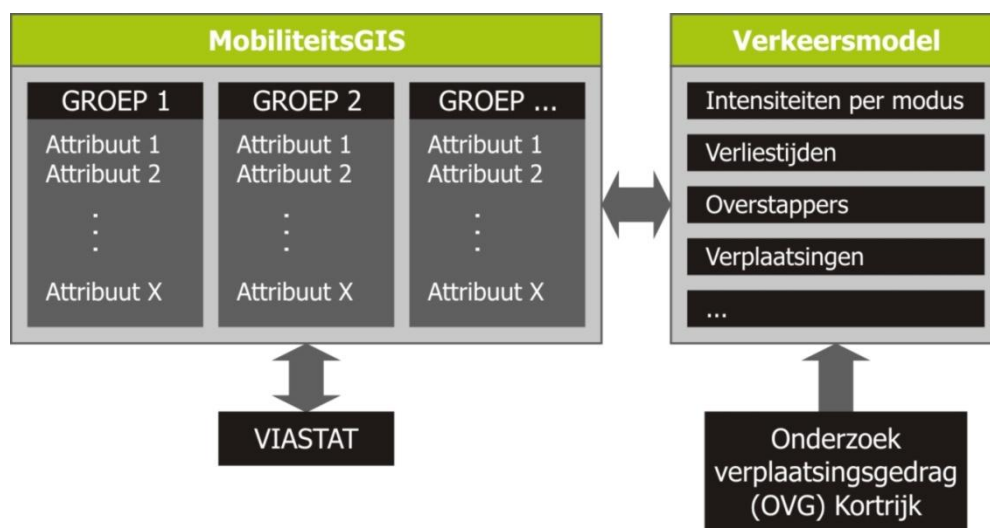 MobiliteitsGIS
GROEP 1
Attribuut 1
Attribuut 2
.
.
.
Attribuut X
GROEP 2
Attribuut 1
Attribuut 2
.
.
.
Attribuut X
GROEP ...
Attribuut 1
Attribuut 2
.
.
.
Attribuut X
VIASTAT
Verkeersmodel
Intensiteiten per modus
Verliestijden
Overstappers
Verplaatsingen
...
Onderzoek
verplaatsingsgedrag
(OVG) Kortrijk